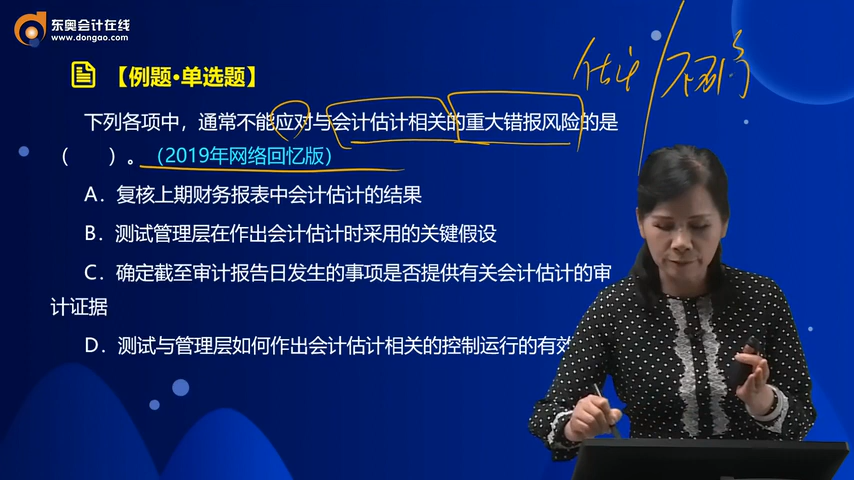 东奥会计在线
www.dongao.com
估计
不确
【例题·单选题】
下列各项中，通常不能应对与会计估计相关的重大错报风险的是
（　　）。（2019年网络回忆版）
A．复核上期财务报表中会计估计的结果
B．测试管理层在作出会计估计时采用的关键假设
C．确定截至审计报告日发生的事项是否提供有关会计估计的审
计证据
D．测试与管理层如何作出会计估计相关的控制运行的有效